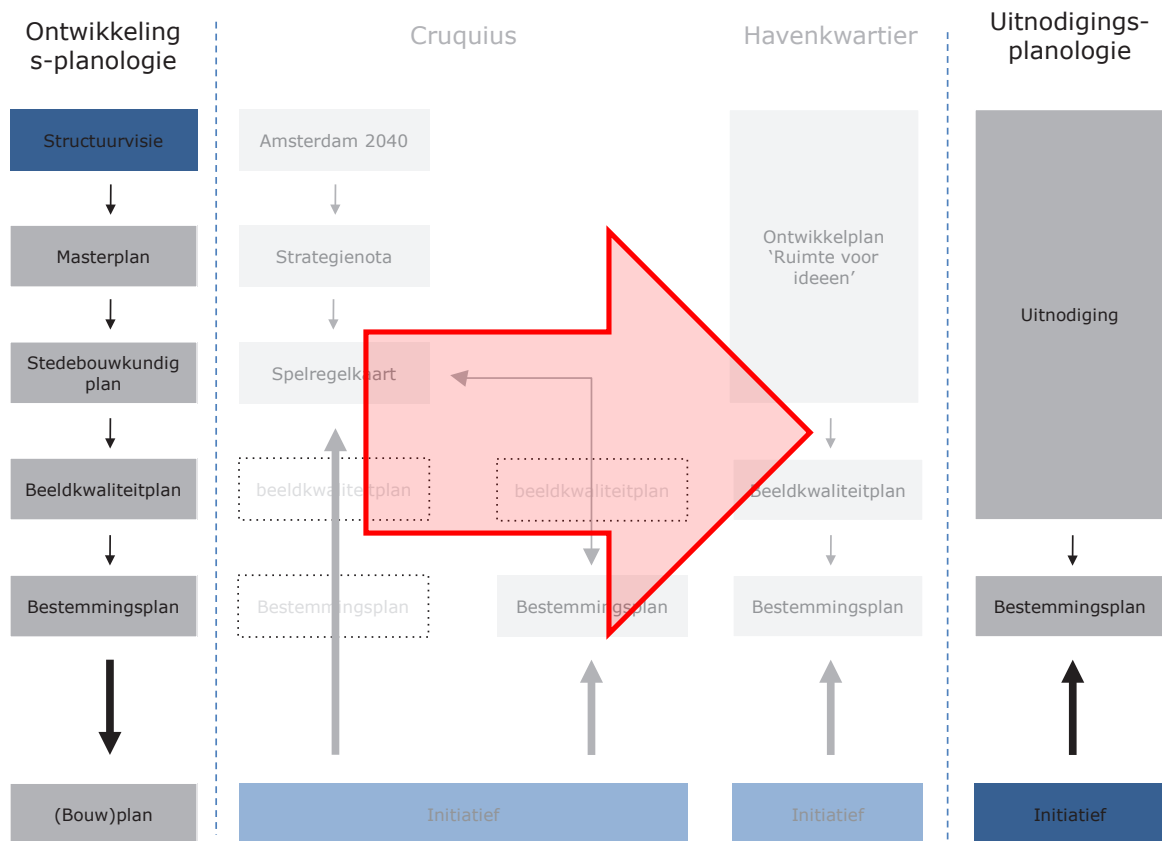 Ontwikkeling
s-planologie
Cruquius
Havenkwartier
Uitnodigings-
planologie
Structuurvisie
Amsterdam 2040
Masterplan
Strategienota
Ontwikkelplan
‘Ruimte voor
ideeen’
Uitnodiging
Stedebouwkundig
plan
Spelregelkaart
Beeldkwaliteitplan
beeldkwaliteitplan
beeldkwaliteitplan
Beeldkwaliteitplan
Bestemmingsplan
Bestemmingsplan
Bestemmingsplan
Bestemmingsplan
Bestemmingsplan
(Bouw)plan
Initiatief
Initiatief
Initiatief